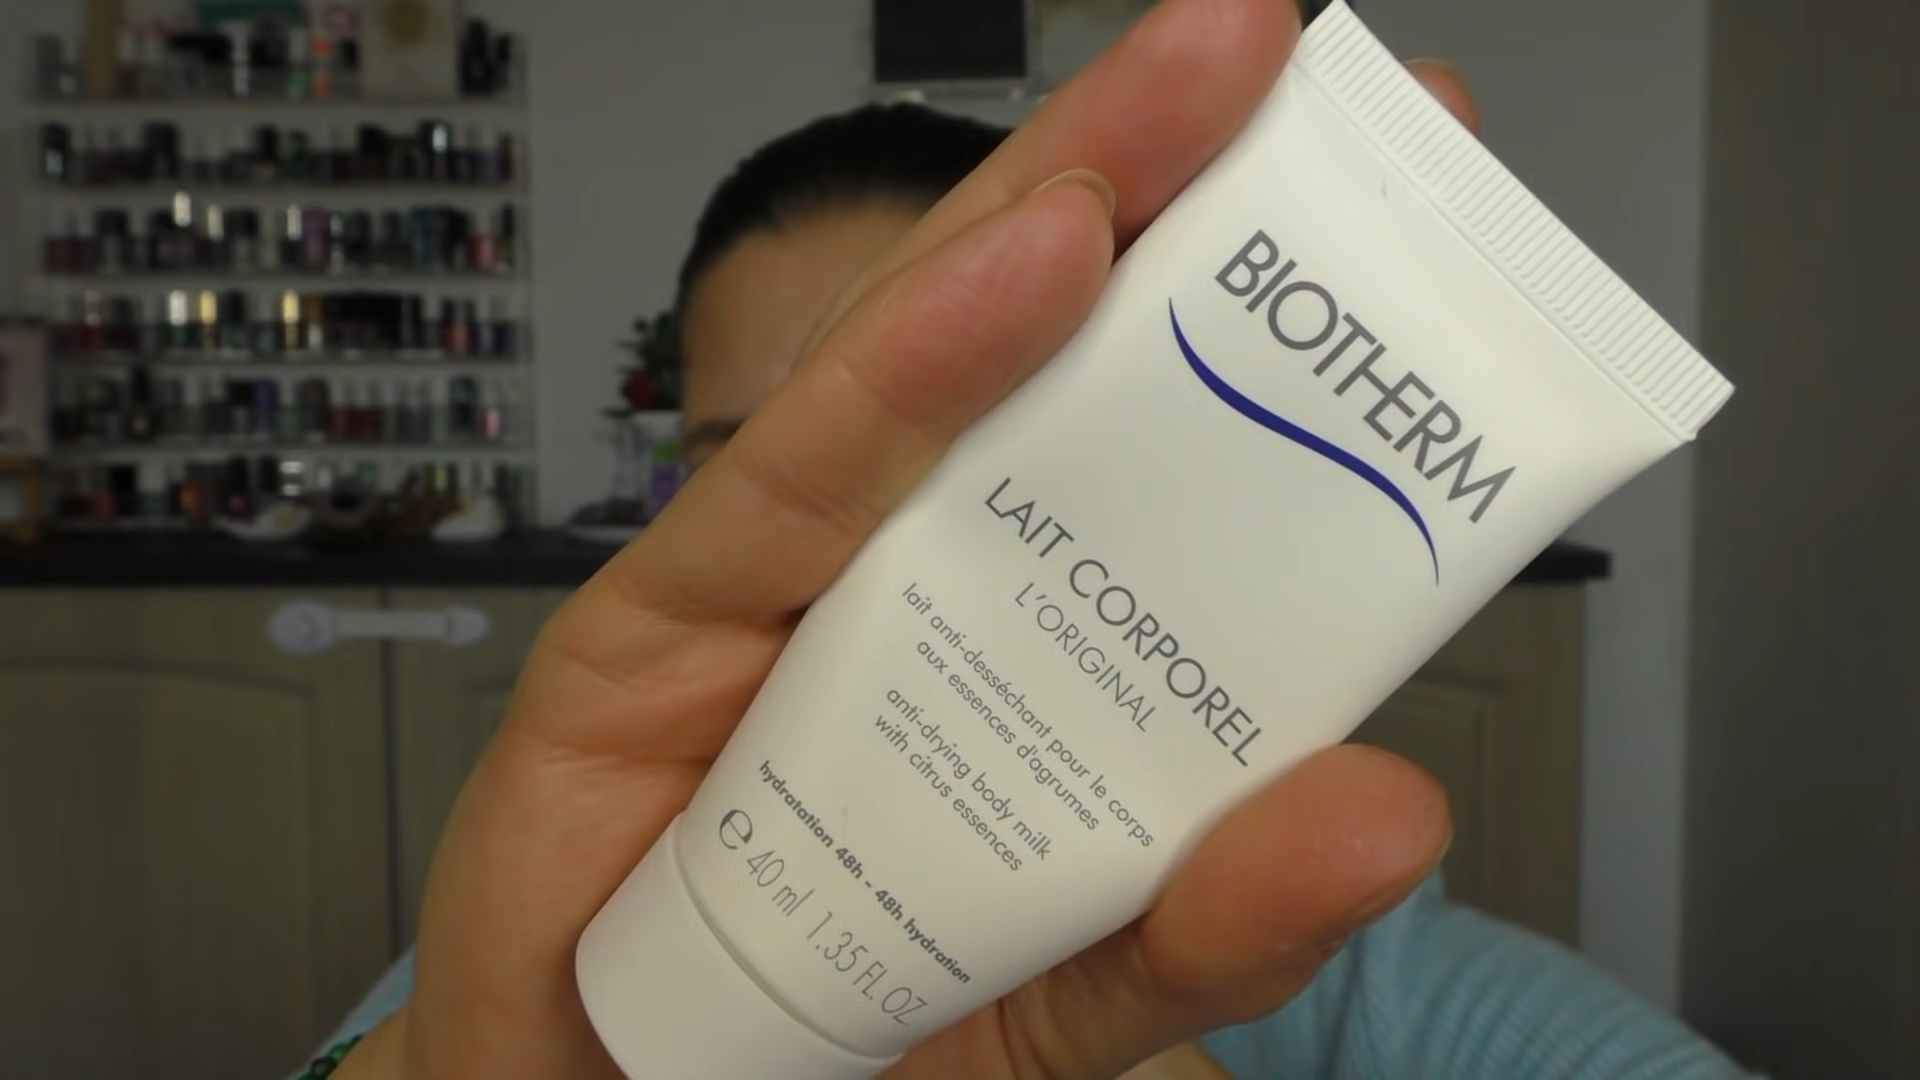 BIOTHERM
LAIT CORPOREL
L'ORIGINAL
lait anti-desséchant pour le corps
aux essences d'agrumes
anti-drying body milk
with citrus essences
hydratation 48h - 48h hydration
℮ 40 ml 1.35 FL. OZ